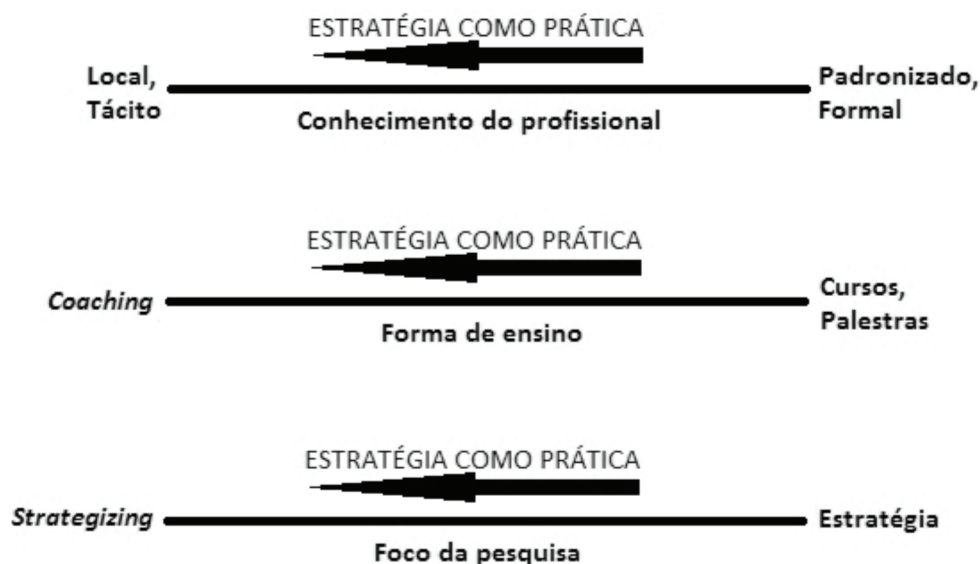 ESTRATÉGIA COMO PRÁTICA
Local,
Tácito
Padronizado,
Formal
Conhecimento do profissional
ESTRATÉGIA COMO PRÁTICA
Coaching
Cursos,
Palestras
Forma de ensino
ESTRATÉGIA COMO PRÁTICA
Strategizing
Estratégia
Foco da pesquisa